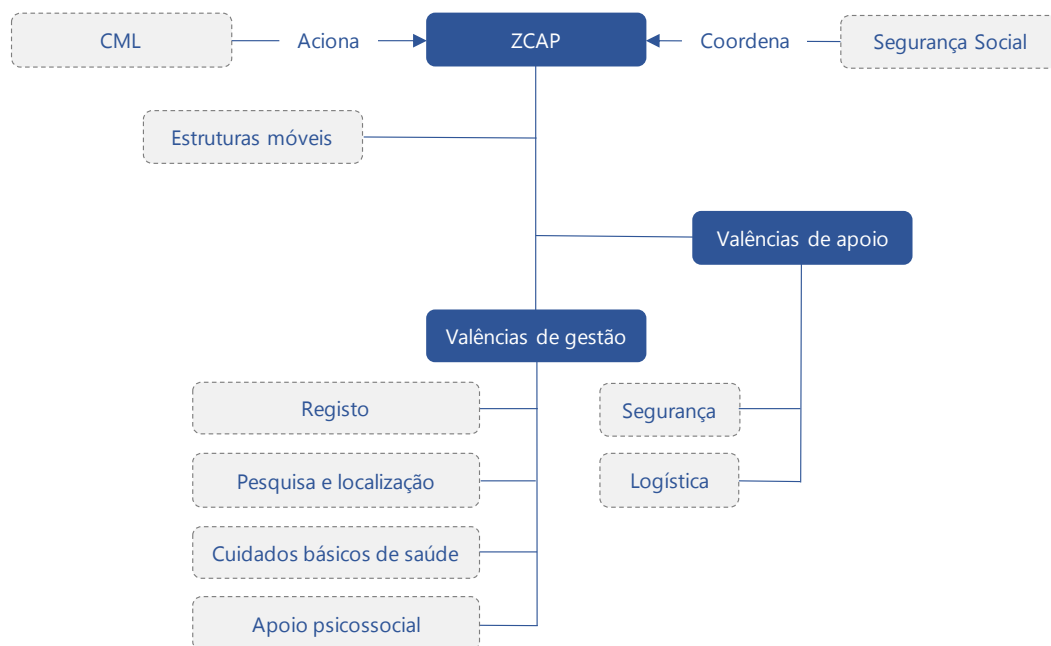 CML
Aciona
ZCAP
Coordena
Segurança Social
Estruturas móveis
Valências de apoio
Valências de gestão
Registo
Segurança
Pesquisa e localização
Logística
Cuidados básicos de saúde
Apoio psicossocial